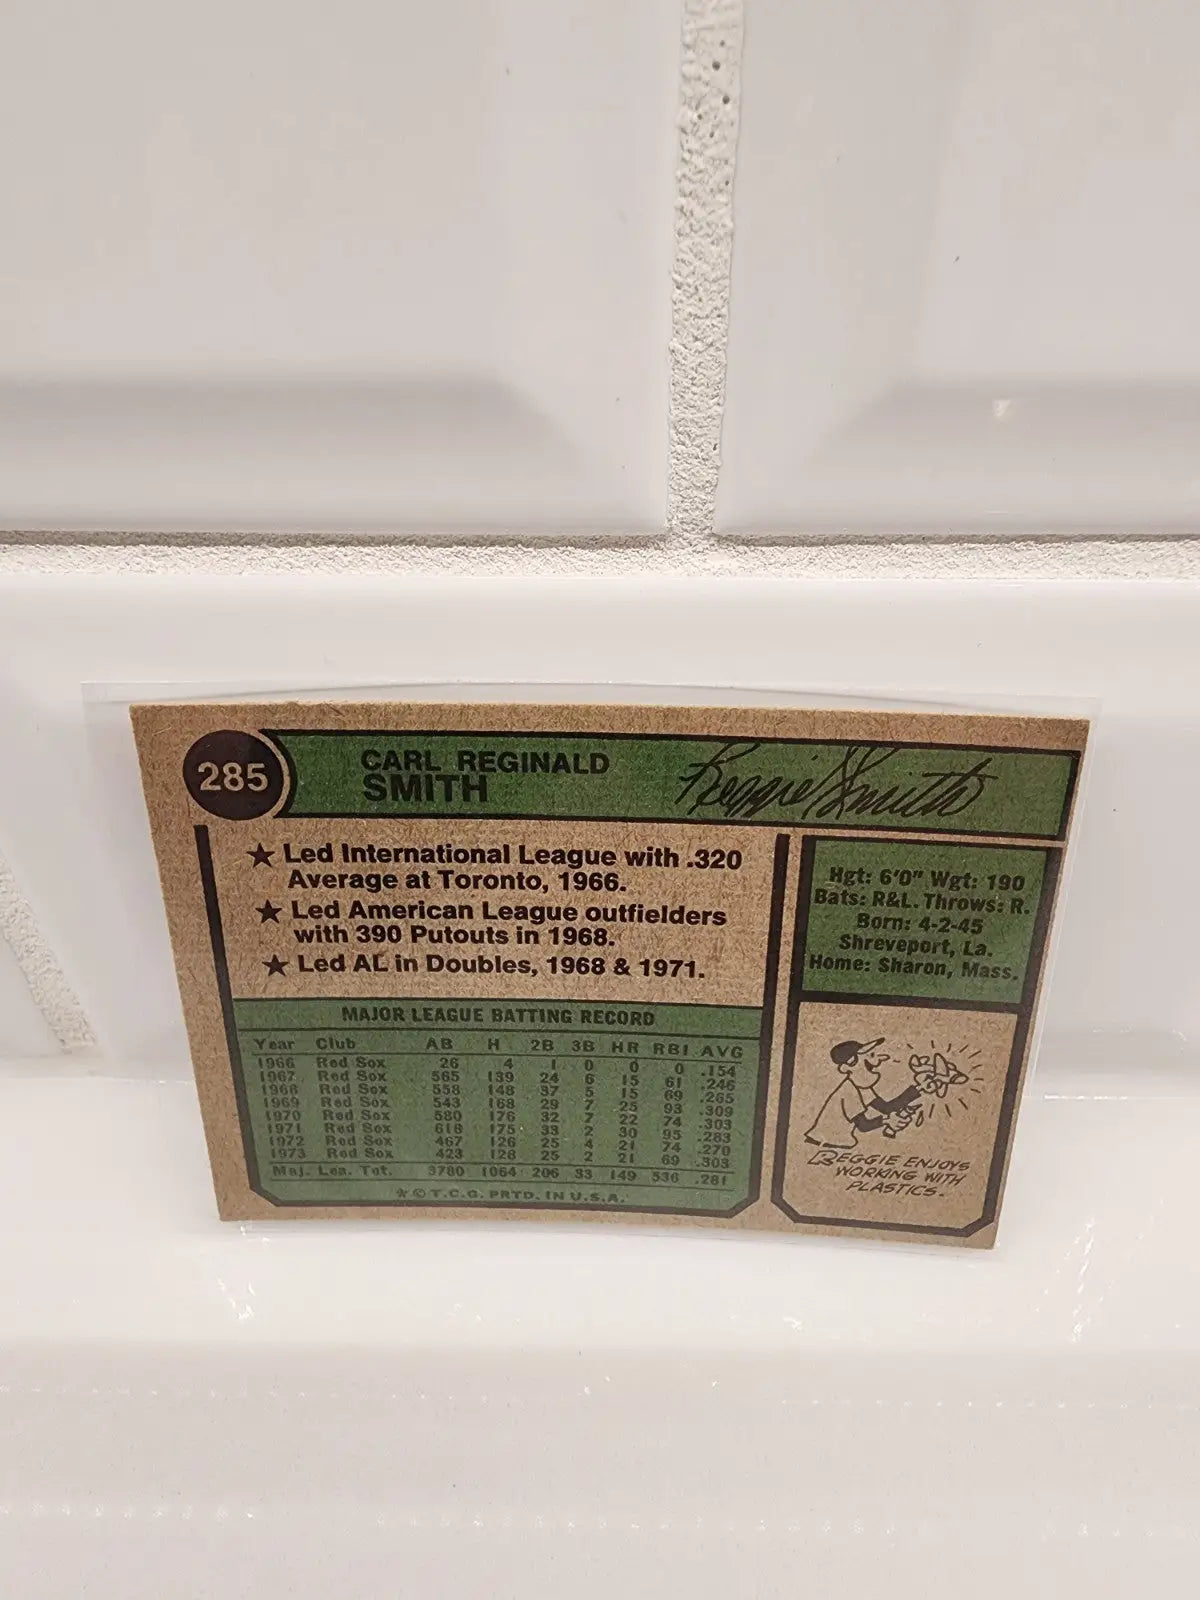 285
CARL REGINALD
SMITH
Reggie Smith
★ Led International League with .320
Average at Toronto, 1966.
★ Led American League outfielders
with 390 Putouts in 1968.
★ Led AL in Doubles, 1968 & 1971.
Hgt: 6'0" Wgt: 190
Bats: R&L. Throws: R.
Born: 4-2-45
Shreveport, La.
Home: Sharon, Mass.
MAJOR LEAGUE BATTING RECORD
Year Club AB H 2B 3B HR RBI AVG
1966 Red Sox 26 4 1 0 0 0 .154
1967 Red Sox 565 139 24 6 15 61 .246
1968 Red Sox 558 148 37 5 15 69 .265
1969 Red Sox 543 168 29 7 25 93 .309
1970 Red Sox 580 176 32 7 22 74 .303
1971 Red Sox 618 175 33 2 30 95 .283
1972 Red Sox 467 126 25 4 21 74 .270
1973 Red Sox 423 128 25 2 21 69 .303
Maj. Lea. Tot. 3780 1064 206 33 149 536 .281
★ © T.C.G. PRTD. IN U.S.A.
REGGIE ENJOYS
WORKING WITH
PLASTICS.